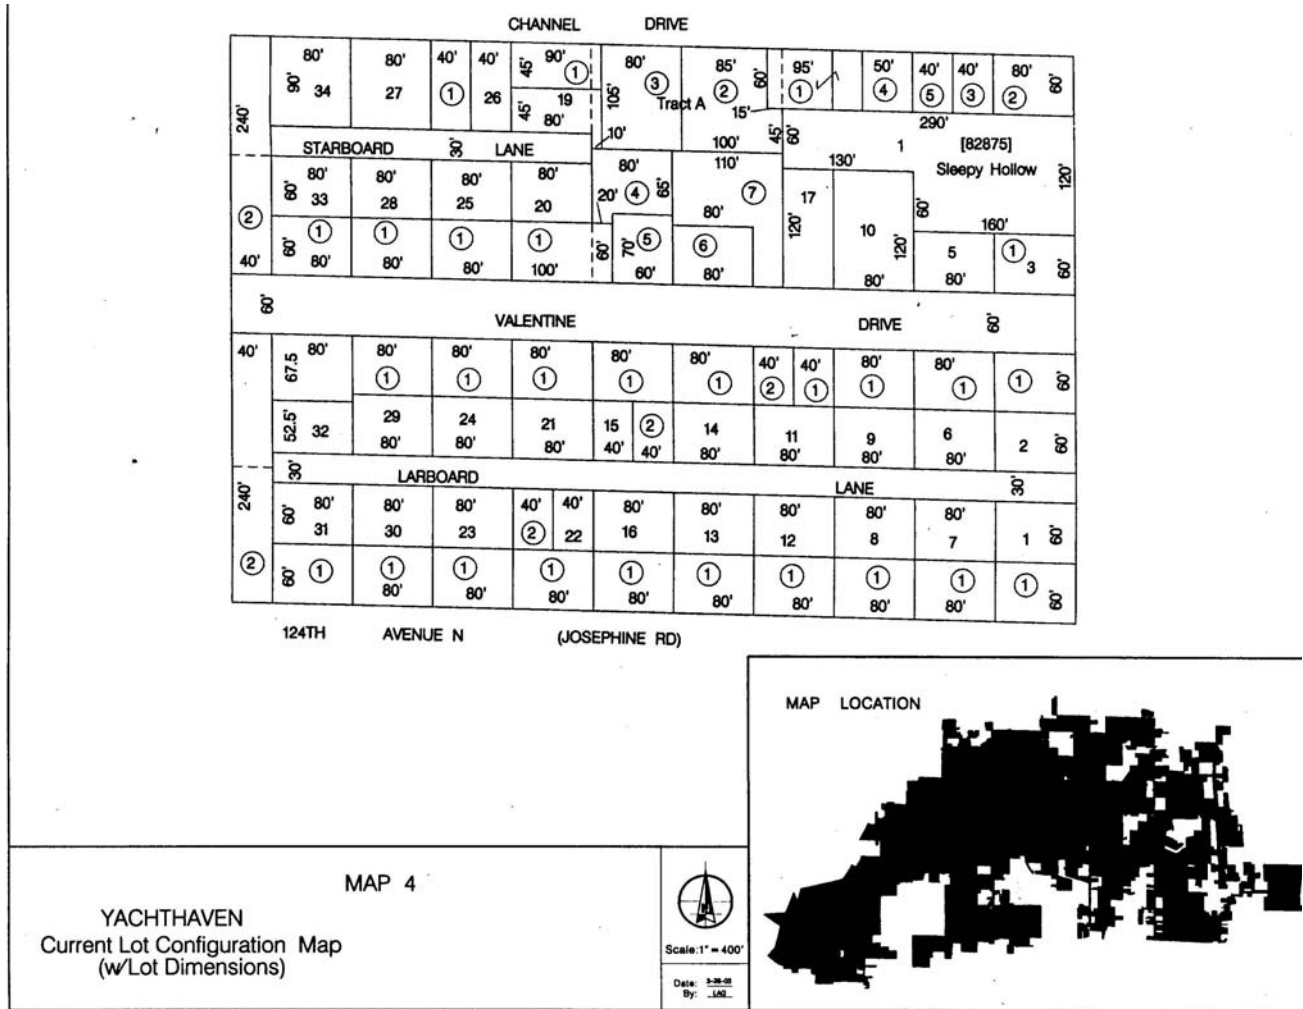 CHANNEL DRIVE
80' 80' 40' 40' 90' 80' 85' 95' 50' 40' 40' 80'
90' 34 27 1 26 45' 1 3 2 60' 1 4 5 3 2 60'
19 105' Tract A
240' 45' 80' 15' 290'
10' 100' 45' 60' 1 [82875]
STARBOARD 30' LANE
80' 80' 80' 80' 80' 110' 130' Sleepy Hollow 120'
60' 33 28 25 20 20' 4 65' 7 17
2 80' 60'
1 1 1 1 5 6 120' 10 160'
60' 60' 70' 120' 5 1 3 60'
40' 80' 80' 80' 100' 60' 80' 80' 80'
60' VALENTINE DRIVE 60'
40' 67.5 80' 80' 80' 80' 80' 80' 40' 40' 80' 80'
1 1 1 1 1 2 1 1 1 1 60'
52.5' 32 29 24 21 15 2 14 11 9 6 2 60'
80' 80' 80' 40' 40' 80' 80' 80' 80'
30' LARBOARD LANE 30'
240' 60' 80' 80' 80' 40' 40' 80' 80' 80' 80' 80'
31 30 23 2 22 16 13 12 8 7 1 60'
2 60' 1 1 1 1 1 1 1 1 1 1 60'
80' 80' 80' 80' 80' 80' 80' 80'
124TH AVENUE N (JOSEPHINE RD)
MAP LOCATION
MAP 4
YACHTHAVEN
Current Lot Configuration Map
(w/Lot Dimensions)
Scale:1" = 400'
Date:
By: LAG